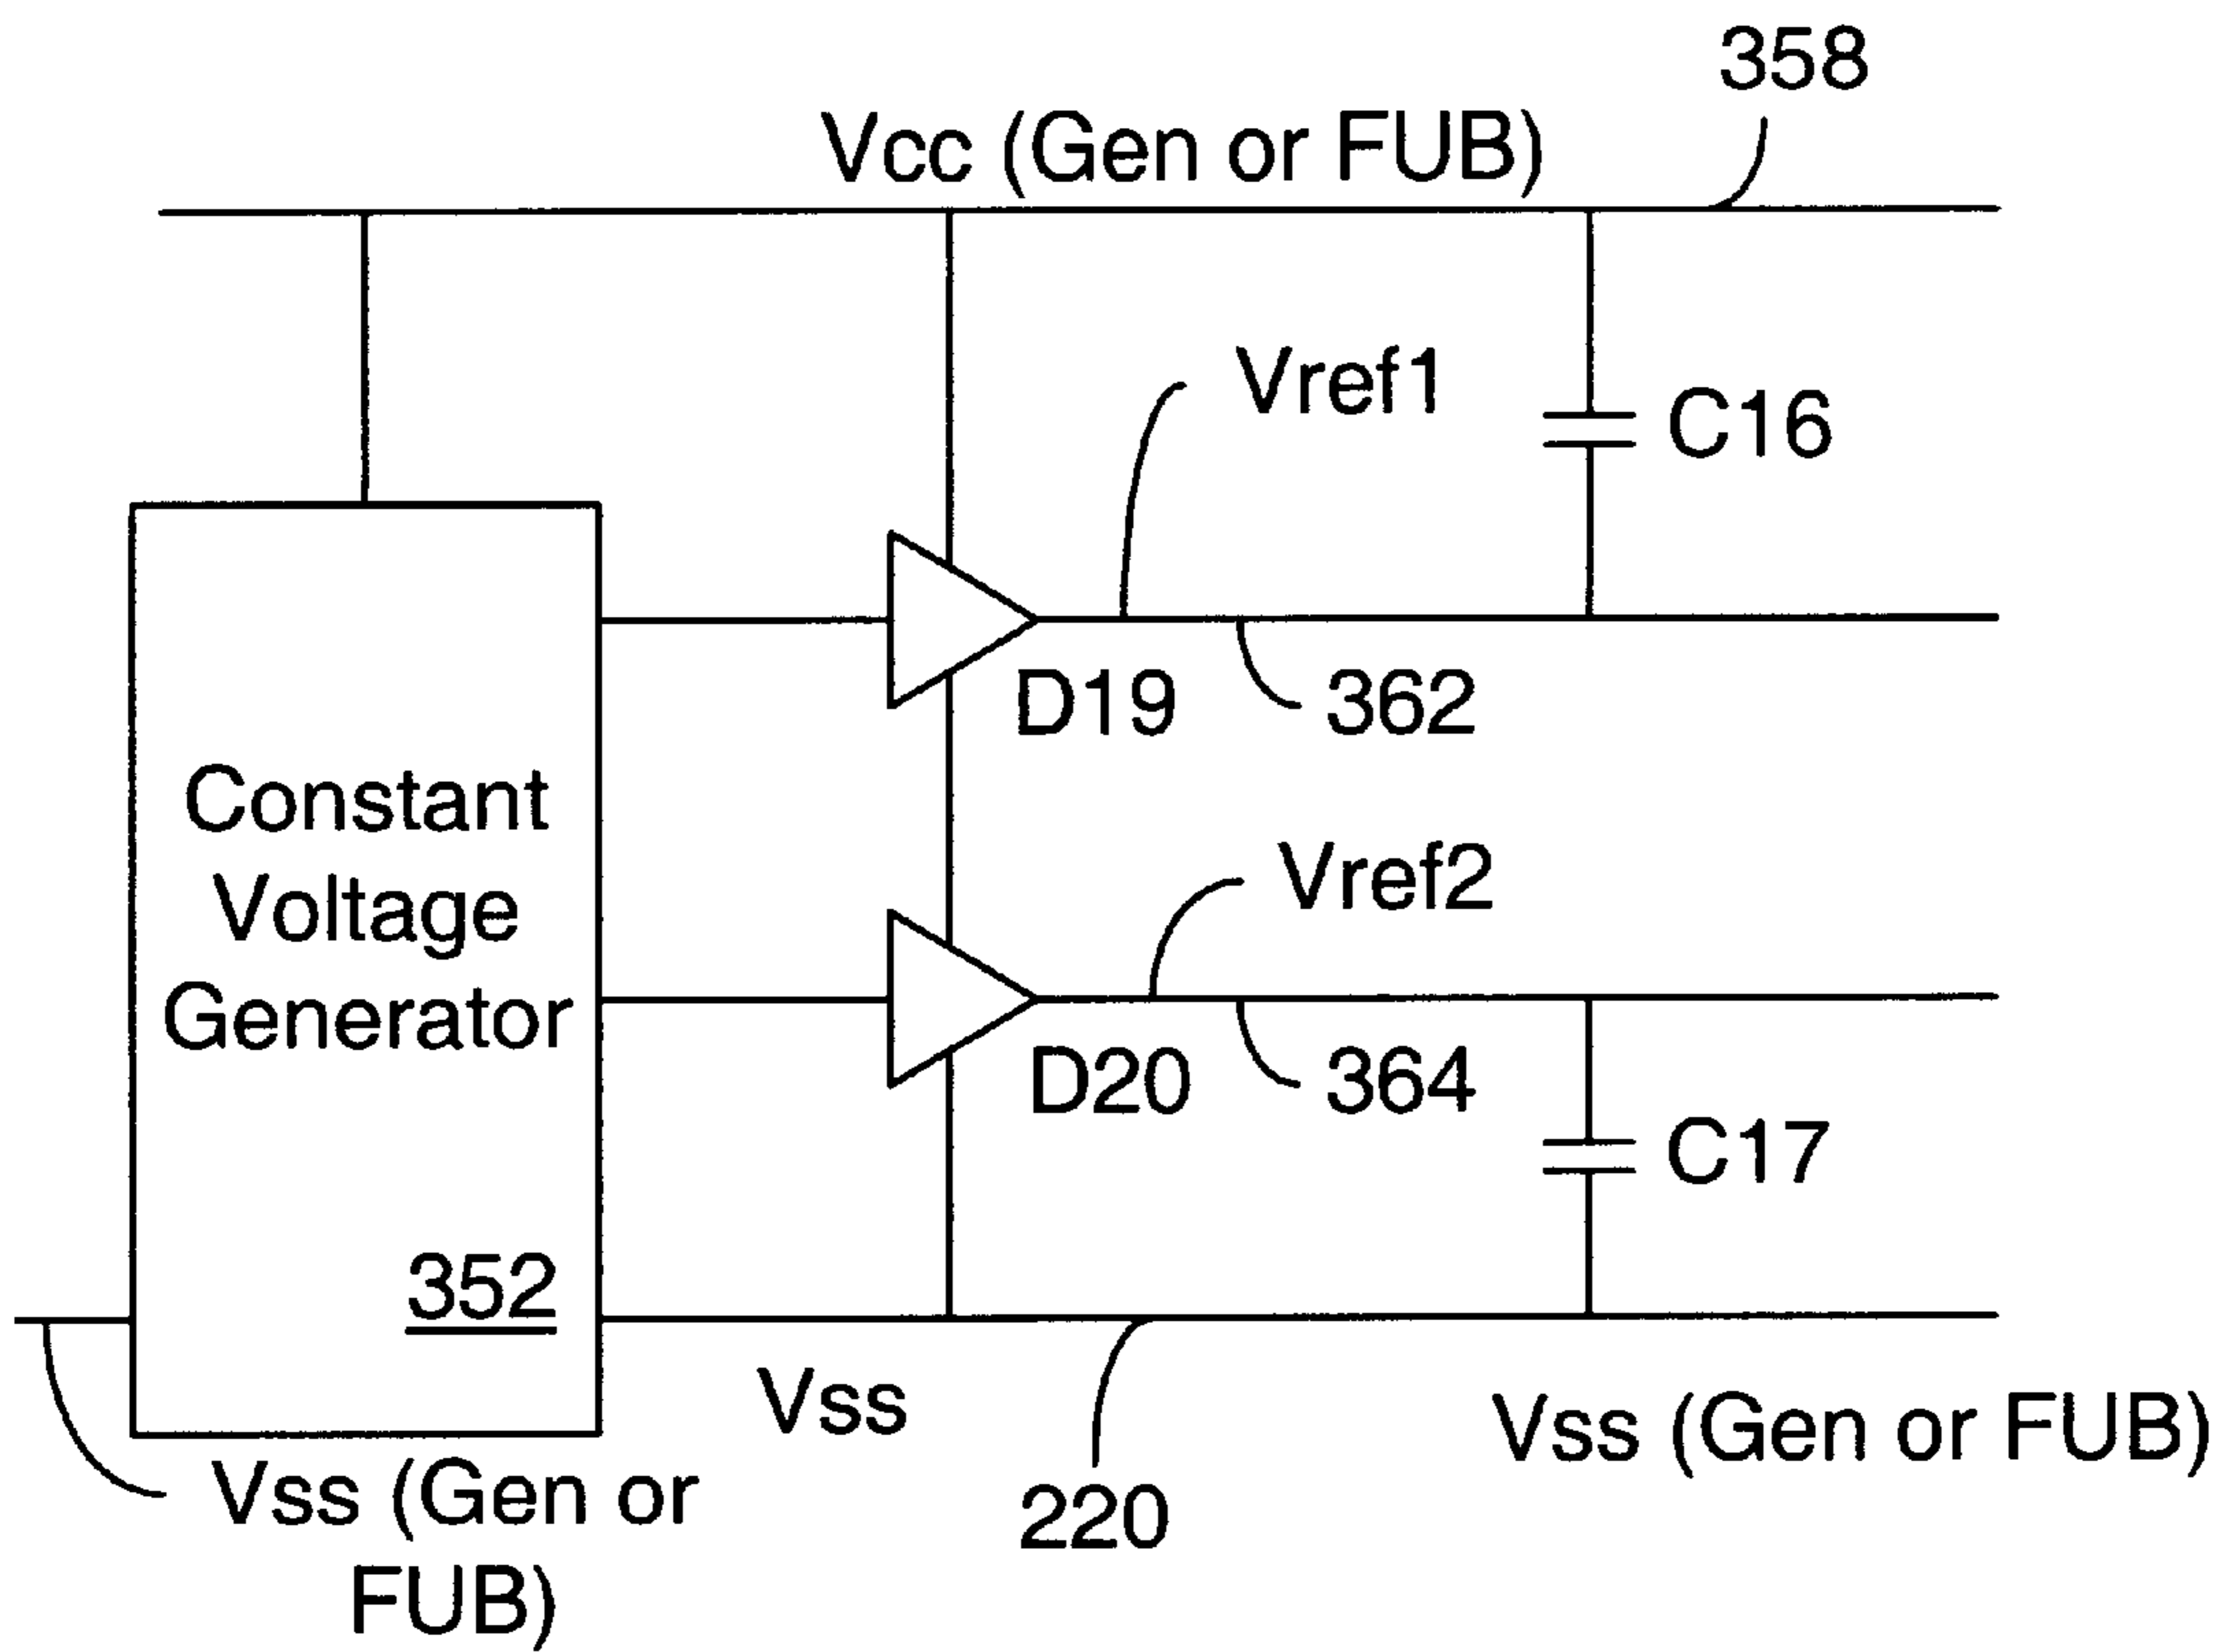 358
Vcc (Gen or FUB)
Vref1
C16
D19
362
Constant
Voltage
Generator
352
Vref2
D20
364
C17
Vss
220
Vss (Gen or FUB)
Vss (Gen or
FUB)